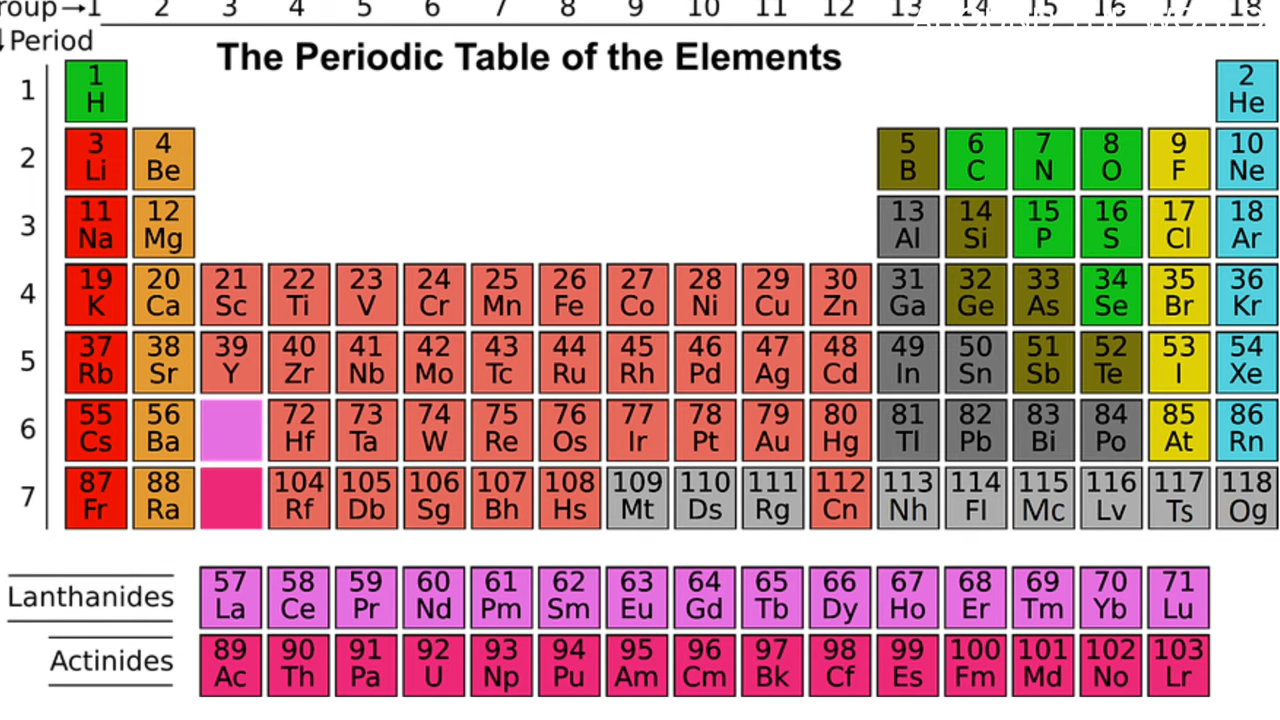 roup→1 2 3 4 5 6 7 8 9 10 11 12 13 14 15 16 17 18
↓Period
The Periodic Table of the Elements
1 2
1 H He
3 4 5 6 7 8 9 10
2 Li Be B C N O F Ne
11 12 13 14 15 16 17 18
3 Na Mg Al Si P S Cl Ar
19 20 21 22 23 24 25 26 27 28 29 30 31 32 33 34 35 36
4 K Ca Sc Ti V Cr Mn Fe Co Ni Cu Zn Ga Ge As Se Br Kr
37 38 39 40 41 42 43 44 45 46 47 48 49 50 51 52 53 54
5 Rb Sr Y Zr Nb Mo Tc Ru Rh Pd Ag Cd In Sn Sb Te I Xe
55 56 72 73 74 75 76 77 78 79 80 81 82 83 84 85 86
6 Cs Ba Hf Ta W Re Os Ir Pt Au Hg Tl Pb Bi Po At Rn
87 88 104 105 106 107 108 109 110 111 112 113 114 115 116 117 118
7 Fr Ra Rf Db Sg Bh Hs Mt Ds Rg Cn Nh Fl Mc Lv Ts Og
57 58 59 60 61 62 63 64 65 66 67 68 69 70 71
Lanthanides La Ce Pr Nd Pm Sm Eu Gd Tb Dy Ho Er Tm Yb Lu
89 90 91 92 93 94 95 96 97 98 99 100 101 102 103
Actinides Ac Th Pa U Np Pu Am Cm Bk Cf Es Fm Md No Lr